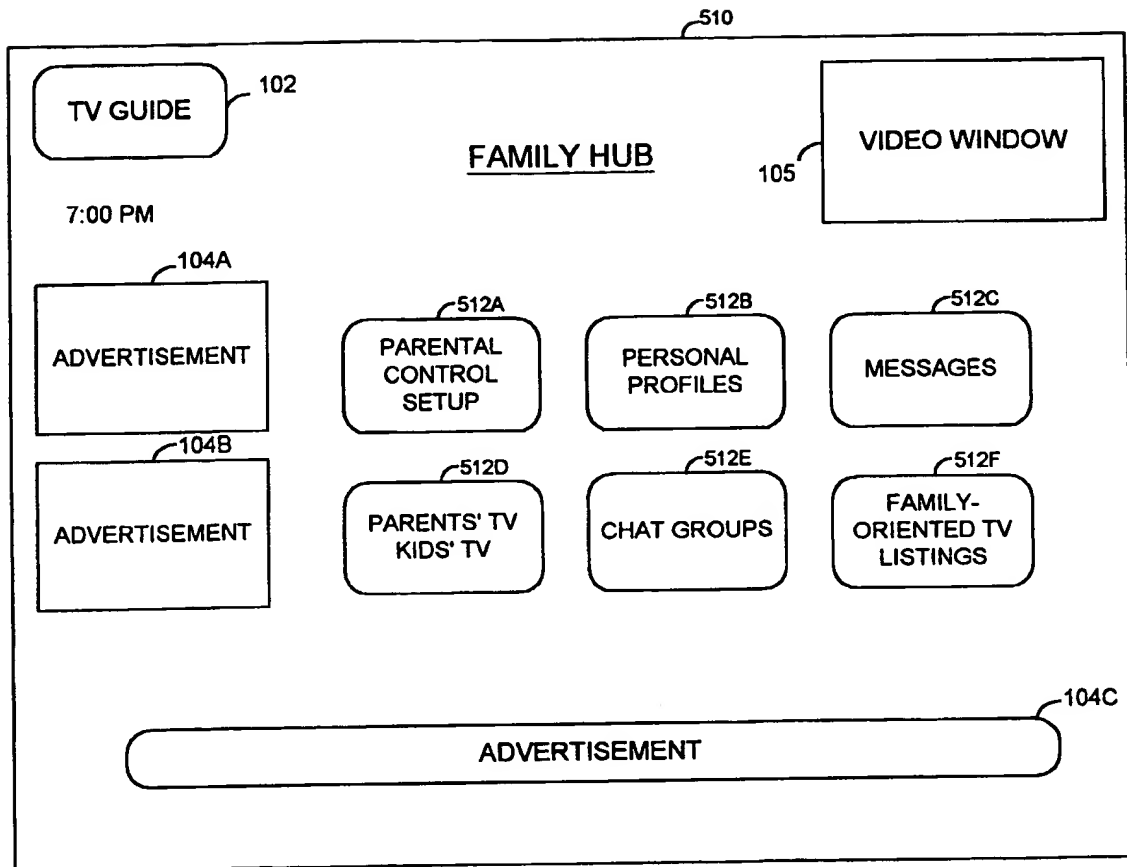 510
TV GUIDE
102
FAMILY HUB
VIDEO WINDOW
105
7:00 PM
104A
ADVERTISEMENT
512A
PARENTAL
CONTROL
SETUP
512B
PERSONAL
PROFILES
512C
MESSAGES
104B
ADVERTISEMENT
512D
PARENTS' TV
KIDS' TV
512E
CHAT GROUPS
512F
FAMILY-
ORIENTED TV
LISTINGS
104C
ADVERTISEMENT